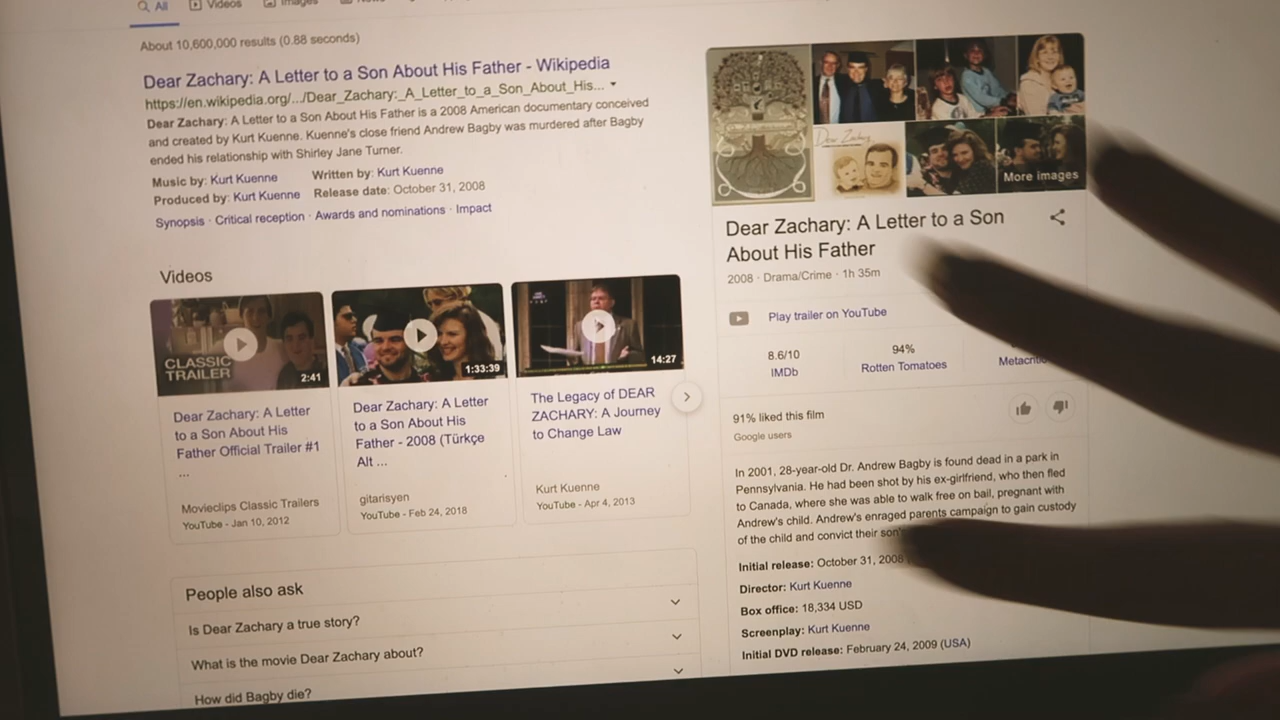 All Videos Images News
About 10,600,000 results (0.88 seconds)
Dear Zachary: A Letter to a Son About His Father - Wikipedia
https://en.wikipedia.org/.../Dear_Zachary:_A_Letter_to_a_Son_About_His...
Dear Zachary: A Letter to a Son About His Father is a 2008 American documentary conceived
and created by Kurt Kuenne. Kuenne's close friend Andrew Bagby was murdered after Bagby
ended his relationship with Shirley Jane Turner.
Music by: Kurt Kuenne Written by: Kurt Kuenne
Produced by: Kurt Kuenne Release date: October 31, 2008
Synopsis · Critical reception · Awards and nominations · Impact
Videos
CLASSIC
TRAILER
2:41
Dear Zachary: A Letter
to a Son About His
Father Official Trailer #1
...
Movieclips Classic Trailers
YouTube - Jan 10, 2012
1:33:39
Dear Zachary: A Letter
to a Son About His
Father - 2008 (Türkçe
Alt ...
gitarisyen
YouTube - Feb 24, 2018
14:27
The Legacy of DEAR
ZACHARY: A Journey
to Change Law
Kurt Kuenne
YouTube - Apr 4, 2013
People also ask
Is Dear Zachary a true story?
What is the movie Dear Zachary about?
How did Bagby die?
Dear Zachary
More images
Dear Zachary: A Letter to a Son
About His Father
2008 · Drama/Crime · 1h 35m
Play trailer on YouTube
8.6/10
IMDb
94%
Rotten Tomatoes
Metacritic
91% liked this film
Google users
In 2001, 28-year-old Dr. Andrew Bagby is found dead in a park in
Pennsylvania. He had been shot by his ex-girlfriend, who then fled
to Canada, where she was able to walk free on bail, pregnant with
Andrew's child. Andrew's enraged parents campaign to gain custody
of the child and convict their son's
Initial release: October 31, 2008
Director: Kurt Kuenne
Box office: 18,334 USD
Screenplay: Kurt Kuenne
Initial DVD release: February 24, 2009 (USA)